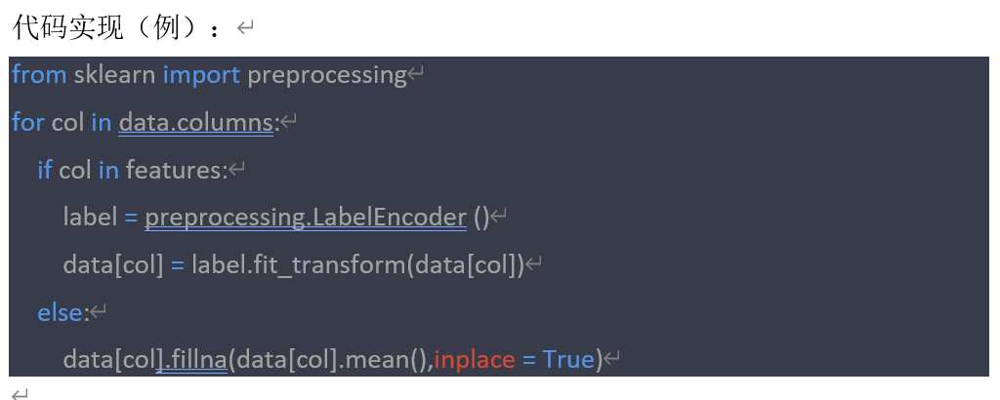 代码实现（例）：
from sklearn import preprocessing
for col in data.columns:
if col in features:
label = preprocessing.LabelEncoder ()
data[col] = label.fit_transform(data[col])
else:
data[col].fillna(data[col].mean(),inplace = True)